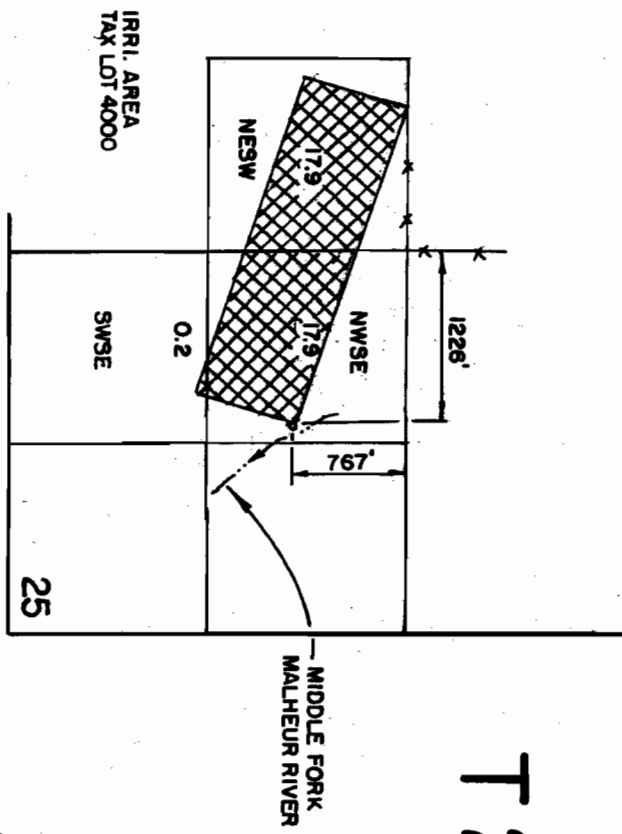 IRRI. AREA
TAX LOT 4000
NESW
17.9
17.9
NWSE
SWSE
0.2
1226'
767'
25
MIDDLE FORK
MALHEUR RIVER
T